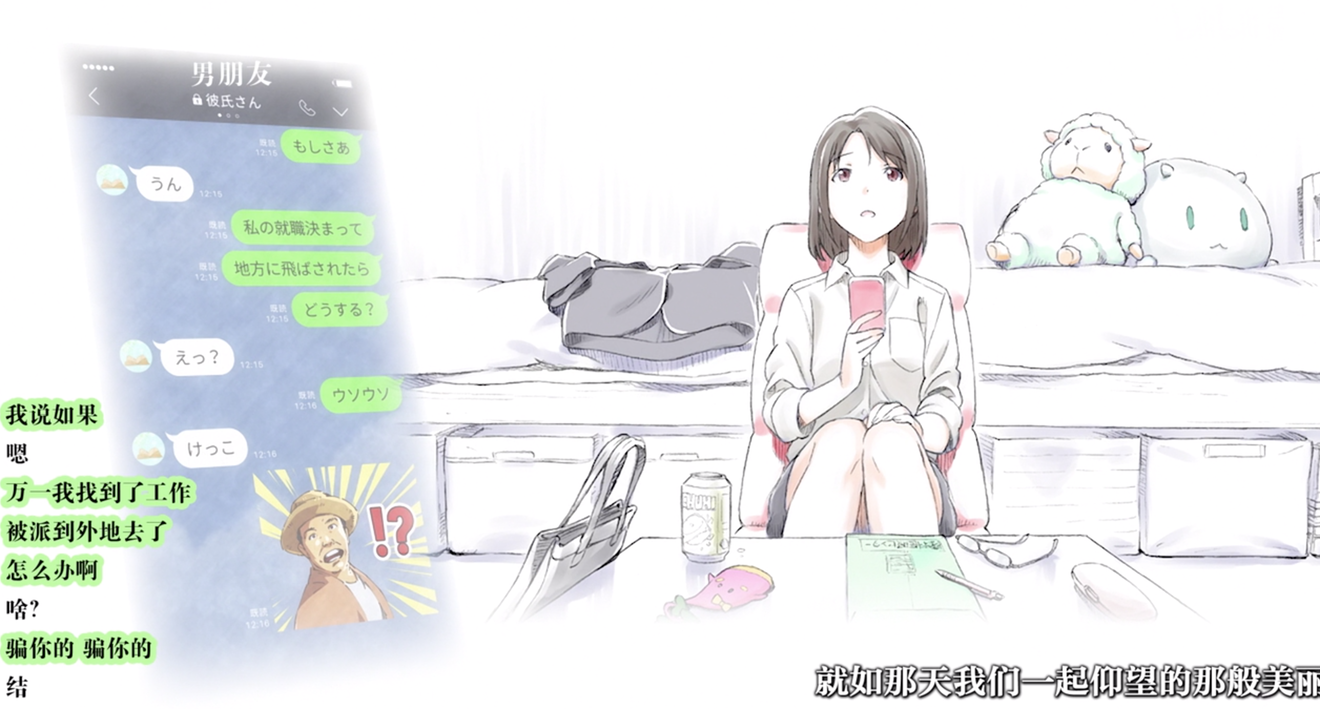 男朋友
彼氏さん
もしさあ
既読
12:15
うん
12:15
私の就職決まって
既読
12:15
地方に飛ばされたら
既読
12:15
どうする？
既読
12:15
えっ？
12:15
ウソウソ
既読
12:16
けっこ
12:16
!?
既読
12:16
我说如果
嗯
万一我找到了工作
被派到外地去了
怎么办啊
啥?
骗你的 骗你的
结
就如那天我们一起仰望的那般美丽